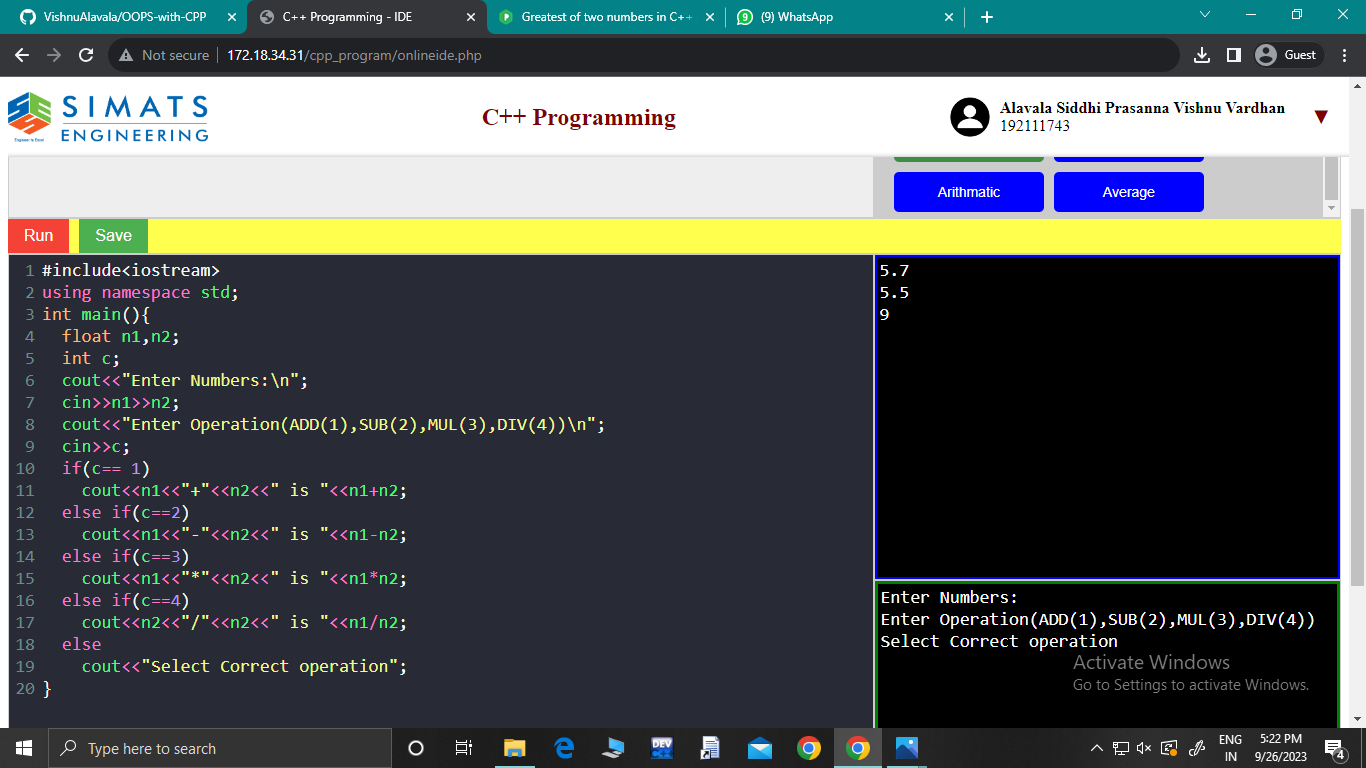 VishnuAlavala/OOPS-with-CPP
C++ Programming - IDE
Greatest of two numbers in C++
(9) WhatsApp
Not secure
172.18.34.31/cpp_program/onlineide.php
Guest
SIMATS
ENGINEERING
C++ Programming
Alavala Siddhi Prasanna Vishnu Vardhan
192111743
Arithmatic
Average
Run
Save
1 #include<iostream>
2 using namespace std;
3 int main(){
4   float n1,n2;
5   int c;
6   cout<<"Enter Numbers:\n";
7   cin>>n1>>n2;
8   cout<<"Enter Operation(ADD(1),SUB(2),MUL(3),DIV(4))\n";
9   cin>>c;
10   if(c== 1)
11     cout<<n1<<"+"<<n2<<" is "<<n1+n2;
12   else if(c==2)
13     cout<<n1<<"-"<<n2<<" is "<<n1-n2;
14   else if(c==3)
15     cout<<n1<<"*"<<n2<<" is "<<n1*n2;
16   else if(c==4)
17     cout<<n2<<"/"<<n2<<" is "<<n1/n2;
18   else
19     cout<<"Select Correct operation";
20 }
5.7
5.5
9
Enter Numbers:
Enter Operation(ADD(1),SUB(2),MUL(3),DIV(4))
Select Correct operation
Activate Windows
Go to Settings to activate Windows.
Type here to search
DEV
ENG
IN
5:22 PM
9/26/2023
4